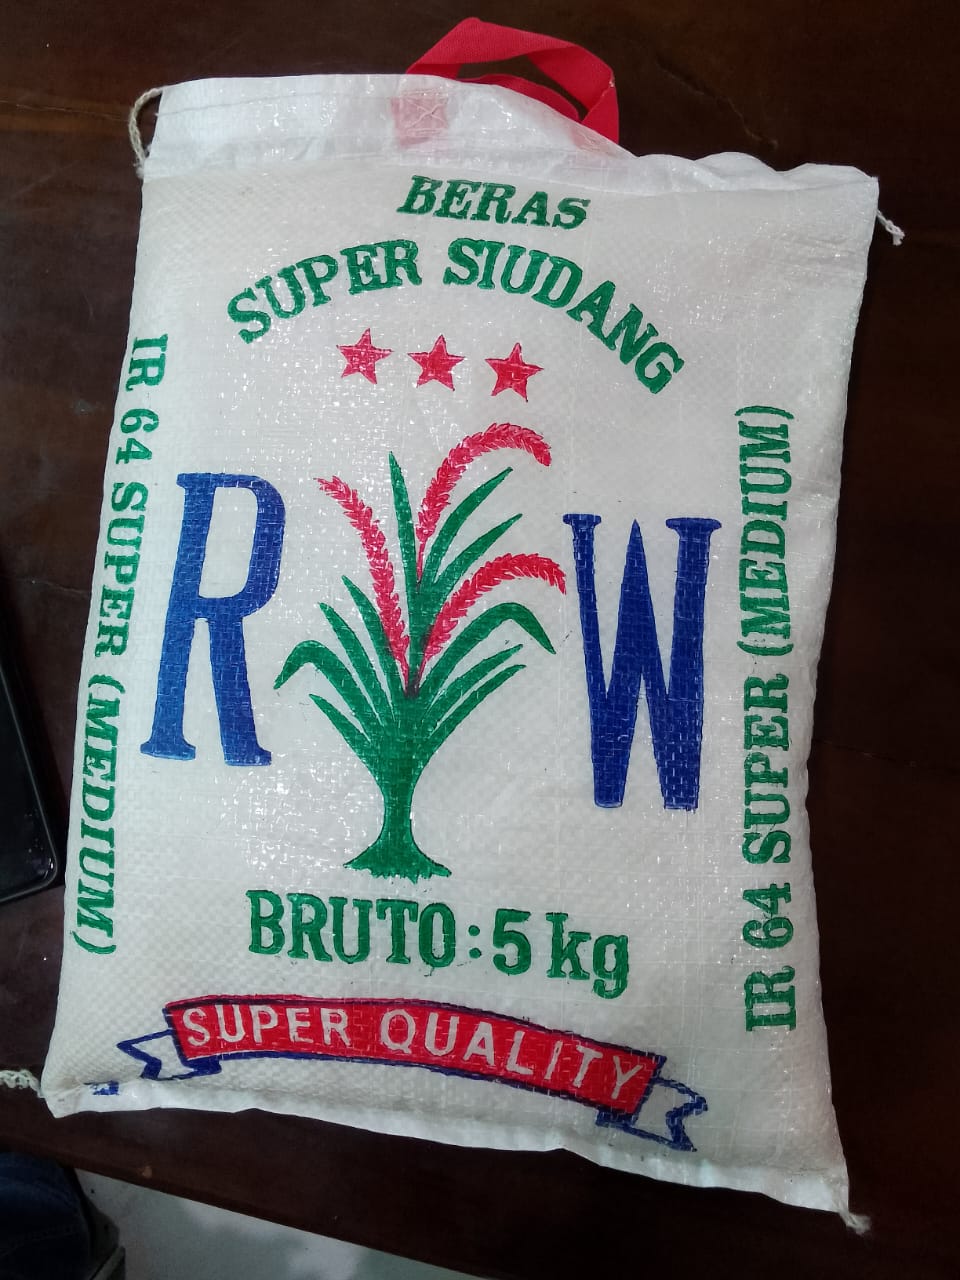 BERAS
SUPER SIUDANG
IR 64 SUPER (MEDIUM)
R W
IR 64 SUPER (MEDIUM)
BRUTO : 5 kg
SUPER QUALITY